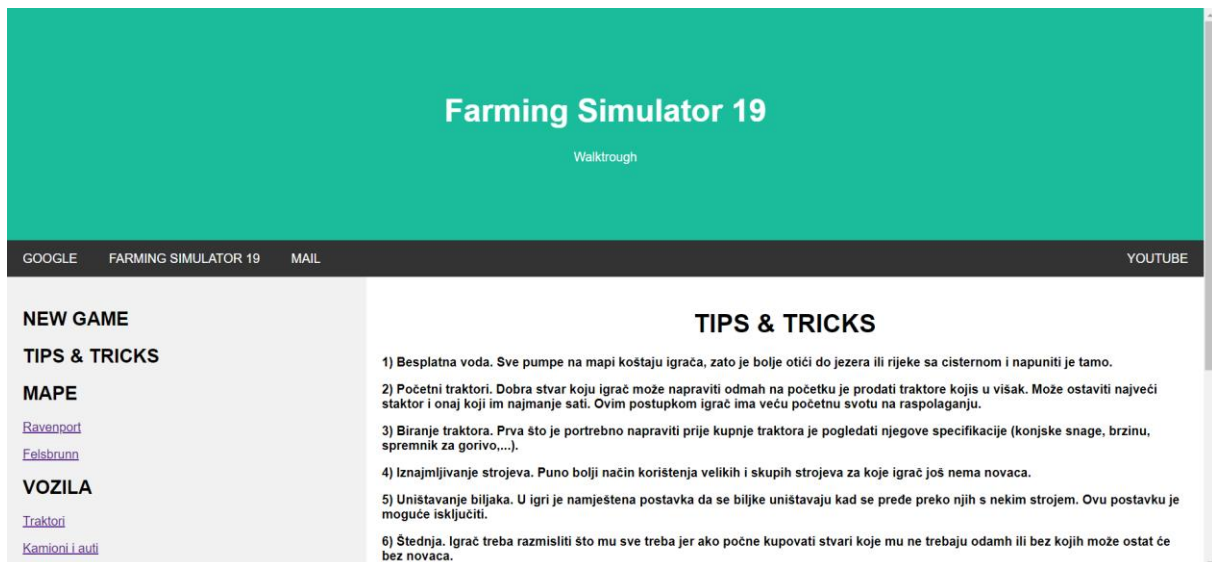 Farming Simulator 19
Walktrough
GOOGLE FARMING SIMULATOR 19 MAIL YOUTUBE
NEW GAME
TIPS & TRICKS
MAPE
Ravenport
Felsbrunn
VOZILA
Traktori
Kamioni i auti
TIPS & TRICKS
1) Besplatna voda. Sve pumpe na mapi koštaju igrača, zato je bolje otići do jezera ili rijeke sa cisternom i napuniti je tamo.
2) Početni traktori. Dobra stvar koju igrač može napraviti odmah na početku je prodati traktore kojis u višak. Može ostaviti najveći
staktor i onaj koji im najmanje sati. Ovim postupkom igrač ima veću početnu svotu na raspolaganju.
3) Biranje traktora. Prva što je portrebno napraviti prije kupnje traktora je pogledati njegove specifikacije (konjske snage, brzinu,
spremnik za gorivo,...).
4) Iznajmljivanje strojeva. Puno bolji način korištenja velikih i skupih strojeva za koje igrač još nema novaca.
5) Uništavanje biljaka. U igri je namještena postavka da se biljke uništavaju kad se pređe preko njih s nekim strojem. Ovu postavku je
moguće isključiti.
6) Štednja. Igrač treba razmisliti što mu sve treba jer ako počne kupovati stvari koje mu ne trebaju odamh ili bez kojih može ostat će
bez novaca.